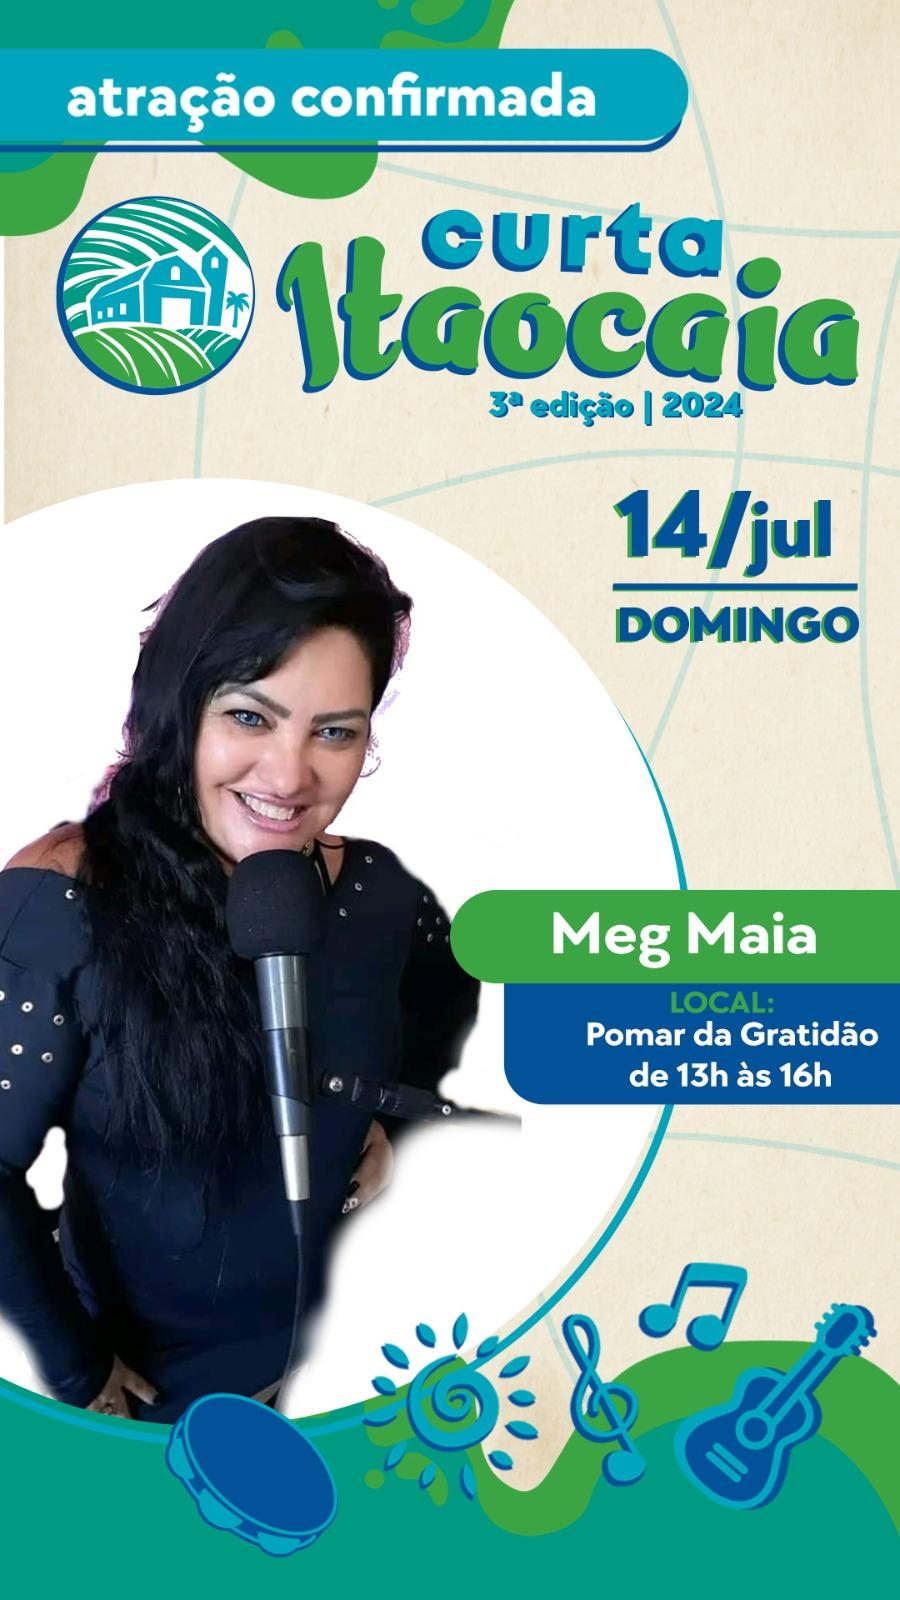 atração confirmada
curta
Itaocaia
3ª edição | 2024
14/jul
DOMINGO
Meg Maia
LOCAL:
Pomar da Gratidão
de 13h às 16h